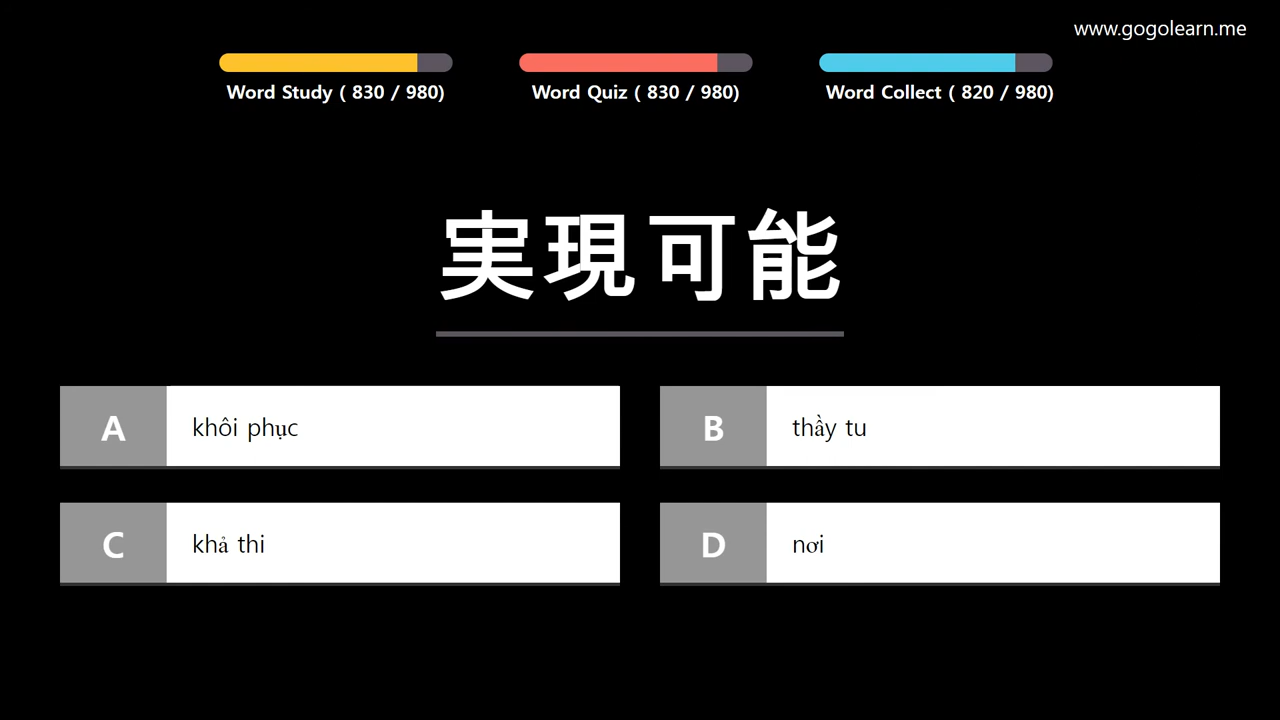 www.gogolearn.me
Word Study ( 830 / 980)
Word Quiz ( 830 / 980)
Word Collect ( 820 / 980)
実現可能
A khôi phục
B thầy tu
C khả thi
D nơi